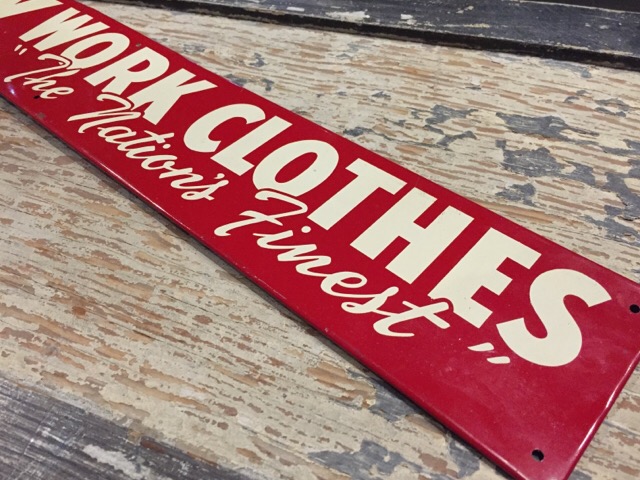 WORK CLOTHES
"The Nation's Finest"